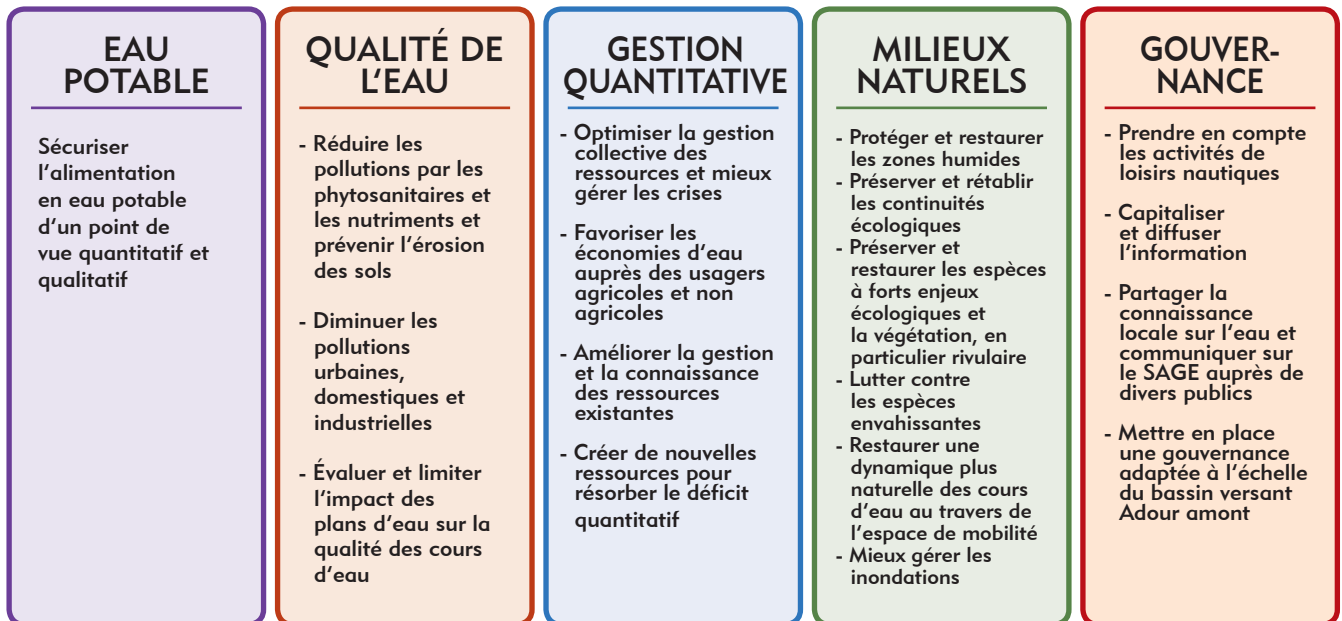 EAU
POTABLE
Sécuriser
l'alimentation
en eau potable
d'un point de
vue quantitatif et
qualitatif
QUALITÉ DE
L'EAU
- Réduire les
pollutions par les
phytosanitaires et
les nutriments et
prévenir l'érosion
des sols
- Diminuer les
pollutions
urbaines,
domestiques et
industrielles
- Évaluer et limiter
l'impact des
plans d'eau sur la
qualité des cours
d'eau
GESTION
QUANTITATIVE
- Optimiser la gestion
collective des
ressources et mieux
gérer les crises
- Favoriser les
économies d'eau
auprès des usagers
agricoles et non
agricoles
- Améliorer la gestion
et la connaissance
des ressources
existantes
- Créer de nouvelles
ressources pour
résorber le déficit
quantitatif
MILIEUX
NATURELS
- Protéger et restaurer
les zones humides
- Préserver et rétablir
les continuités
écologiques
- Préserver et
restaurer les espèces
à forts enjeux
écologiques et
la végétation, en
particulier rivulaire
- Lutter contre
les espèces
envahissantes
- Restaurer une
dynamique plus
naturelle des cours
d'eau au travers de
l'espace de mobilité
- Mieux gérer les
inondations
GOUVER-
NANCE
- Prendre en compte
les activités de
loisirs nautiques
- Capitaliser
et diffuser
l'information
- Partager la
connaissance
locale sur l'eau et
communiquer sur
le SAGE auprès de
divers publics
- Mettre en place
une gouvernance
adaptée à l'échelle
du bassin versant
Adour amont